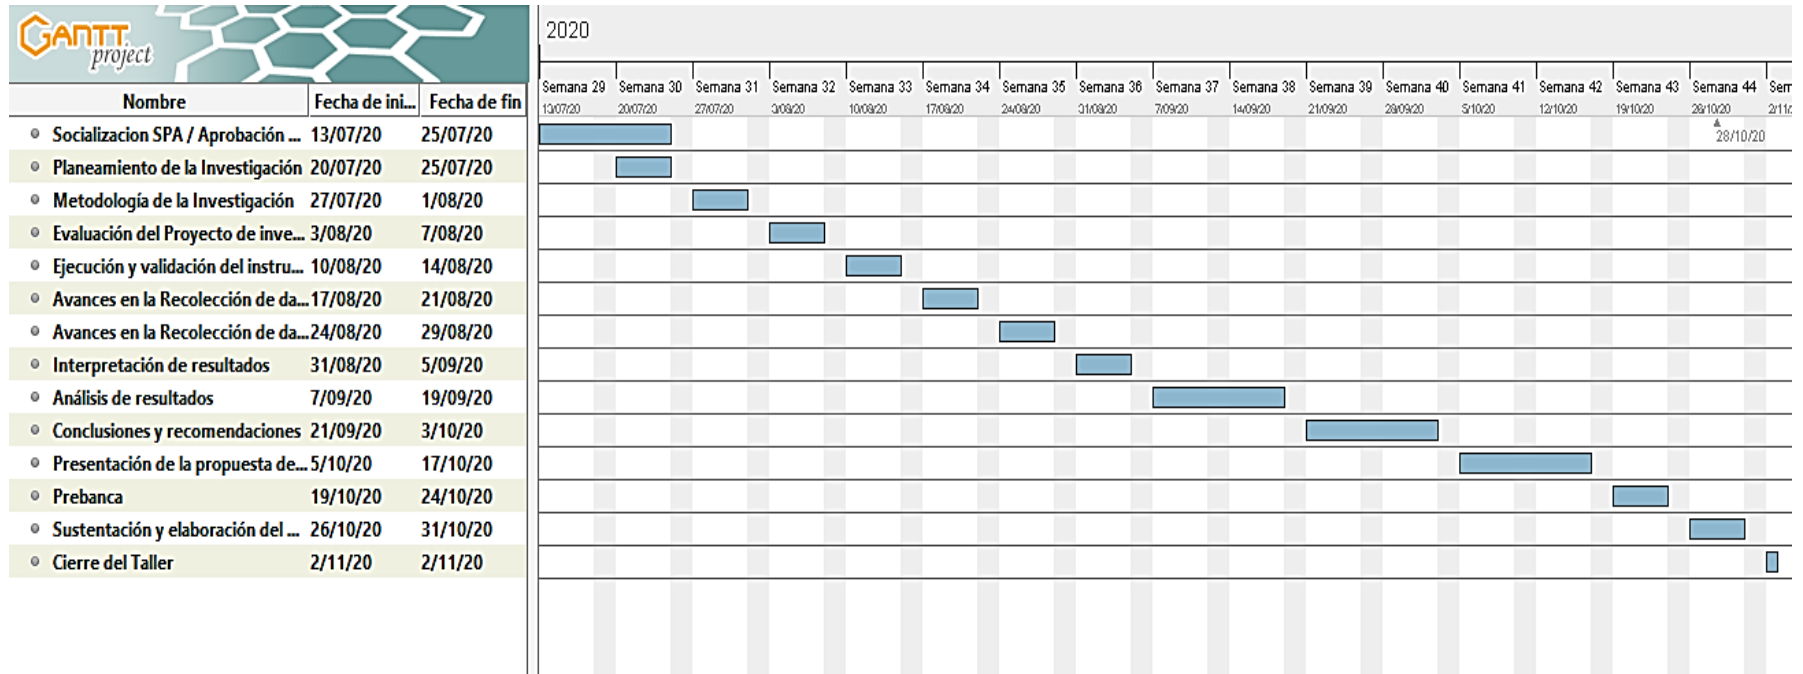 GANTT
project
2020
Semana 29 Semana 30 Semana 31 Semana 32 Semana 33 Semana 34 Semana 35 Semana 36 Semana 37 Semana 38 Semana 39 Semana 40 Semana 41 Semana 42 Semana 43 Semana 44 Sem
Nombre Fecha de ini... Fecha de fin
13/07/20 20/07/20 27/07/20 3/08/20 10/08/20 17/08/20 24/08/20 31/08/20 7/09/20 14/09/20 21/09/20 28/09/20 5/10/20 12/10/20 19/10/20 26/10/20 2/11/
Socializacion SPA / Aprobación ... 13/07/20 25/07/20
28/10/20
Planeamiento de la Investigación 20/07/20 25/07/20
Metodología de la Investigación 27/07/20 1/08/20
Evaluación del Proyecto de inve... 3/08/20 7/08/20
Ejecución y validación del instru... 10/08/20 14/08/20
Avances en la Recolección de da... 17/08/20 21/08/20
Avances en la Recolección de da... 24/08/20 29/08/20
Interpretación de resultados 31/08/20 5/09/20
Análisis de resultados 7/09/20 19/09/20
Conclusiones y recomendaciones 21/09/20 3/10/20
Presentación de la propuesta de... 5/10/20 17/10/20
Prebanca 19/10/20 24/10/20
Sustentación y elaboración del ... 26/10/20 31/10/20
Cierre del Taller 2/11/20 2/11/20